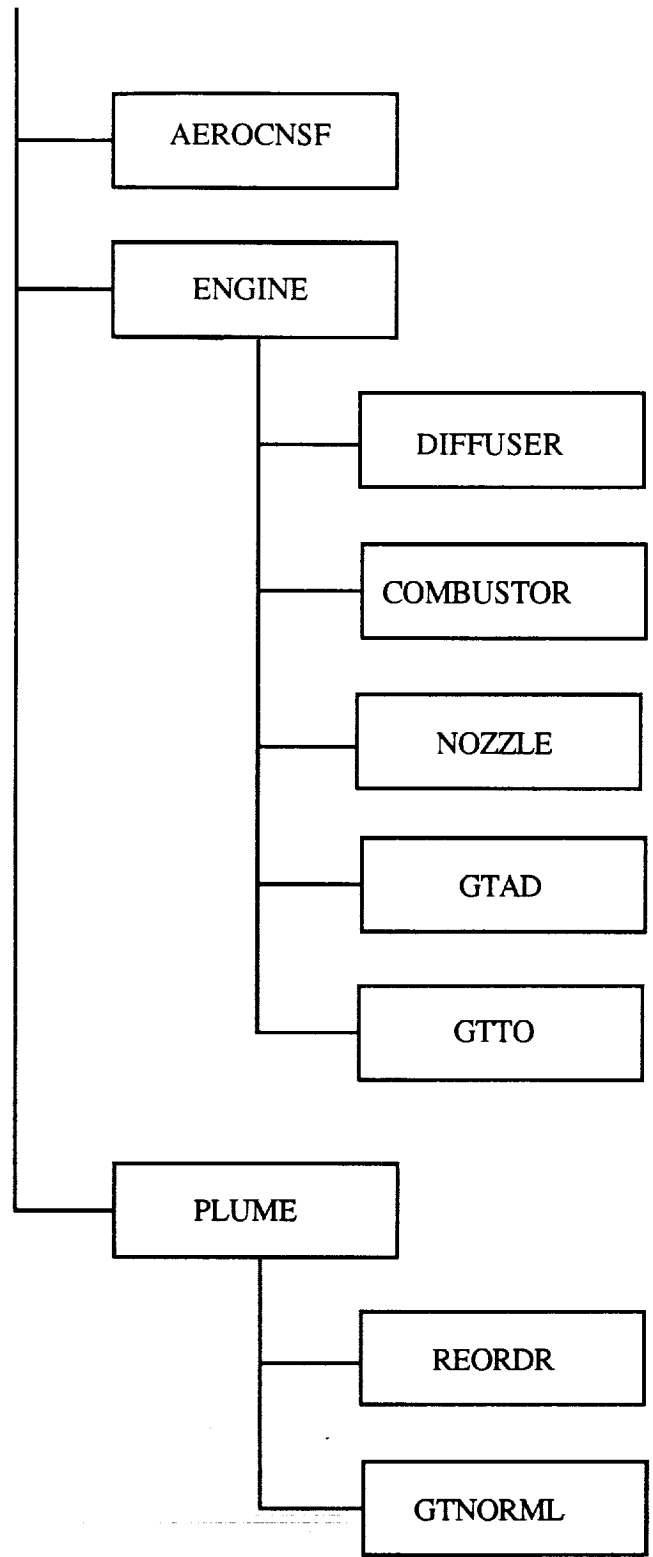 AEROCNSF
ENGINE
DIFFUSER
COMBUSTOR
NOZZLE
GTAD
GTTO
PLUME
REORDR
GTNORML